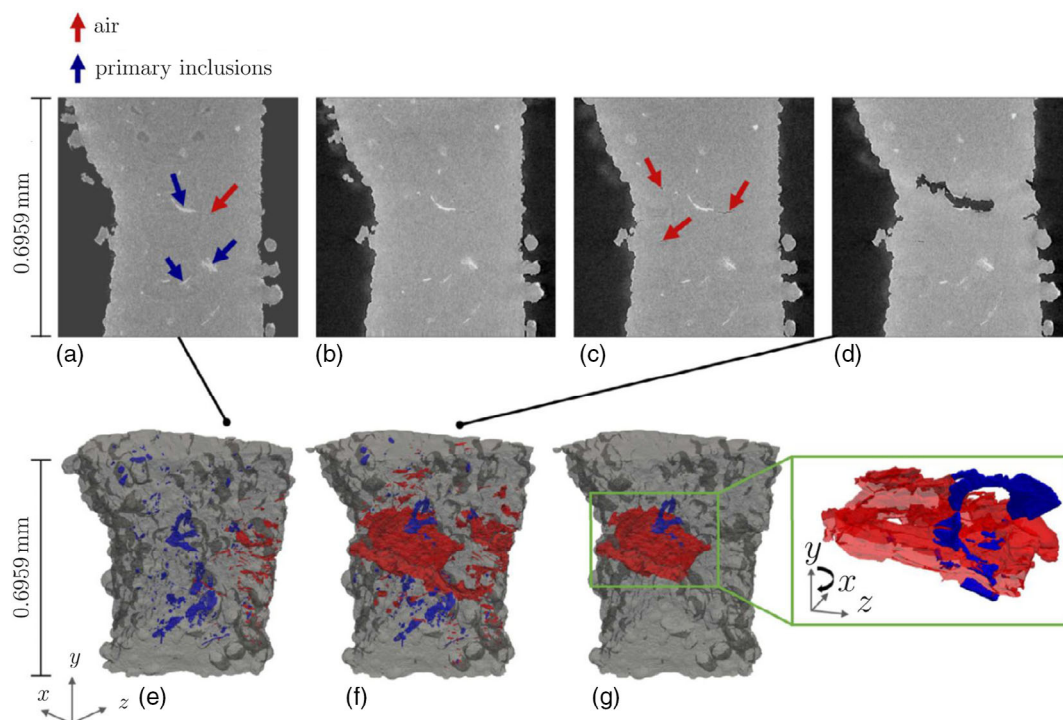 air
primary inclusions
0.6959 mm
(a) (b) (c) (d)
0.6959 mm
y
x
z
y
x
z
(e) (f) (g)